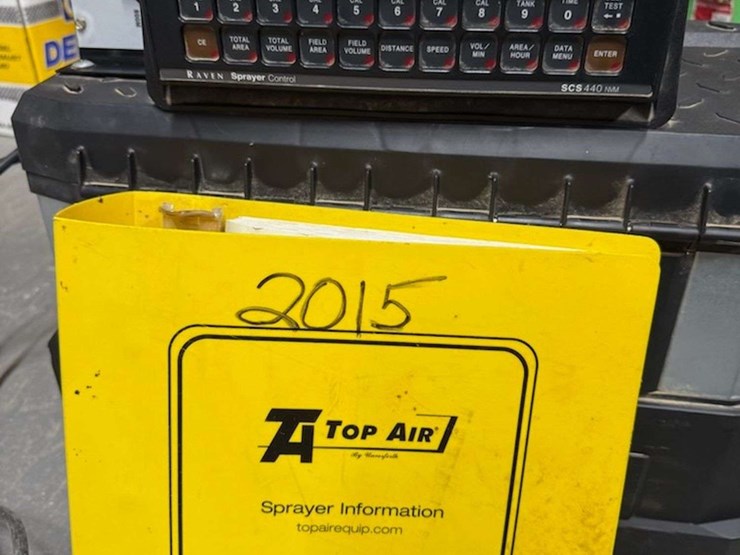 1 2 3 4 5 6 7 8 9 0 TEST
CAL CAL CAL TANK
CE TOTAL AREA TOTAL VOLUME FIELD AREA FIELD VOLUME DISTANCE SPEED VOL/ MIN AREA/ HOUR DATA MENU ENTER
RAVEN Sprayer Control
SCS 440 NVM
DE
2015
TA TOP AIR
Sprayer Information
topairequip.com